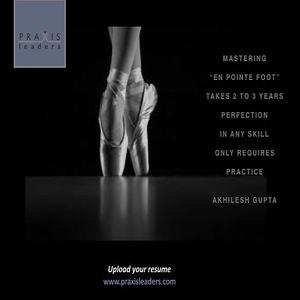 PRAXIS
leaders
MASTERING
"EN POINTE FOOT"
TAKES 2 TO 3 YEARS
PERFECTION
IN ANY SKILL
ONLY REQUIRES
PRACTICE
AKHILESH GUPTA
Upload your resume
www.praxisleaders.com